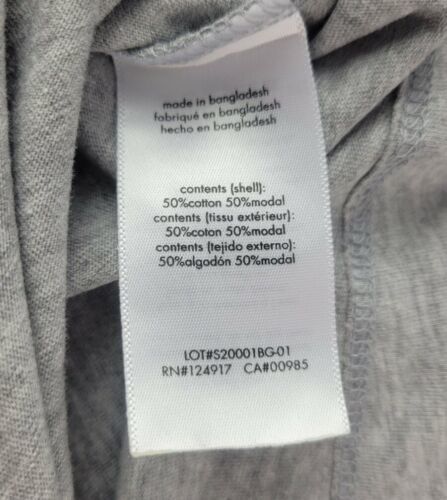 made in bangladesh
fabriqué en bangladesh
hecho en bangladesh
contents (shell):
50%cotton 50%modal
contents (tissu extérieur):
50%coton 50%modal
contents (tejido externo):
50%algodón 50%modal
LOT#S20001BG-01
RN#124917 CA#00985